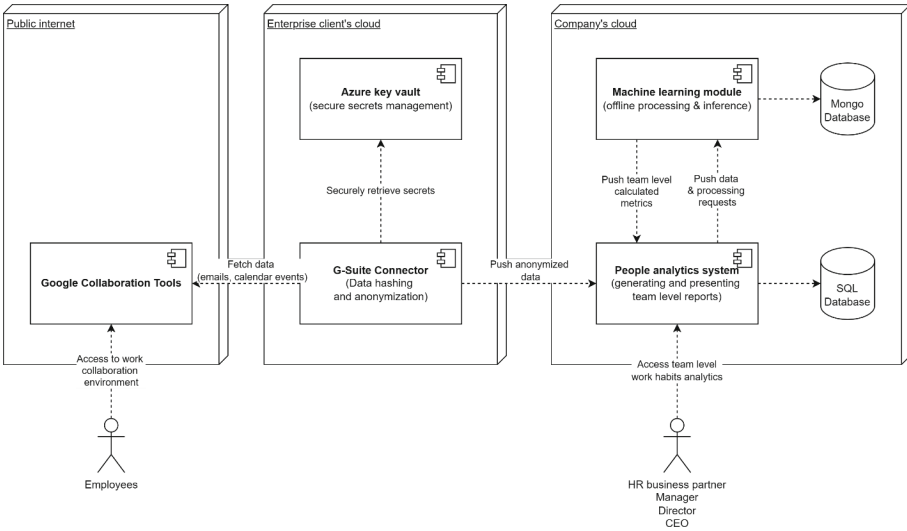 Public internet
Enterprise client's cloud
Company's cloud
Azure key vault
(secure secrets management)
Machine learning module
(offline processing & inference)
Mongo
Database
Securely retrieve secrets
Push team level
calculated
metrics
Push data
& processing
requests
Google Collaboration Tools
Fetch data
(emails, calendar events)
G-Suite Connector
(Data hashing
and anonymization)
Push anonymized
data
People analytics system
(generating and presenting
team level reports)
SQL
Database
Access to work
collaboration
environment
Access team level
work habits analytics
Employees
HR business partner
Manager
Director
CEO